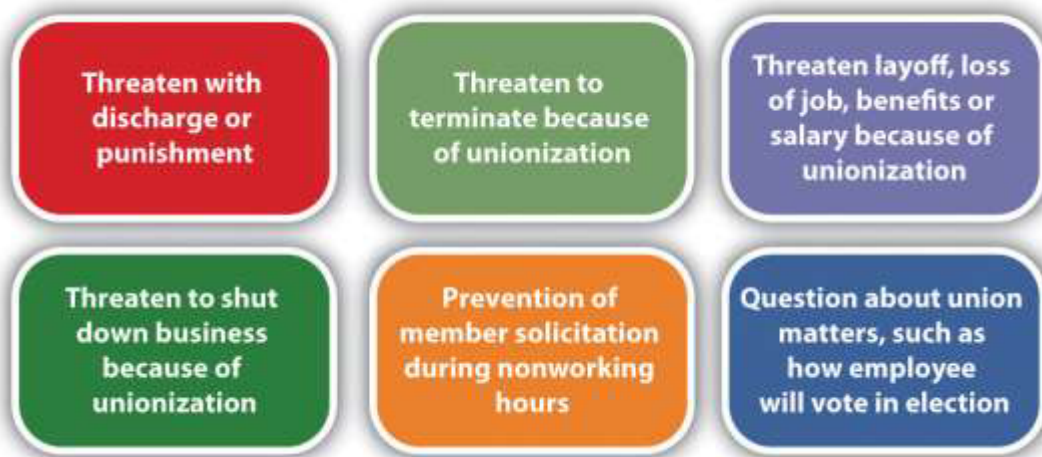 Threaten with
discharge or
punishment
Threaten to
terminate because
of unionization
Threaten layoff, loss
of job, benefits or
salary because of
unionization
Threaten to shut
down business
because of
unionization
Prevention of
member solicitation
during nonworking
hours
Question about union
matters, such as
how employee
will vote in election